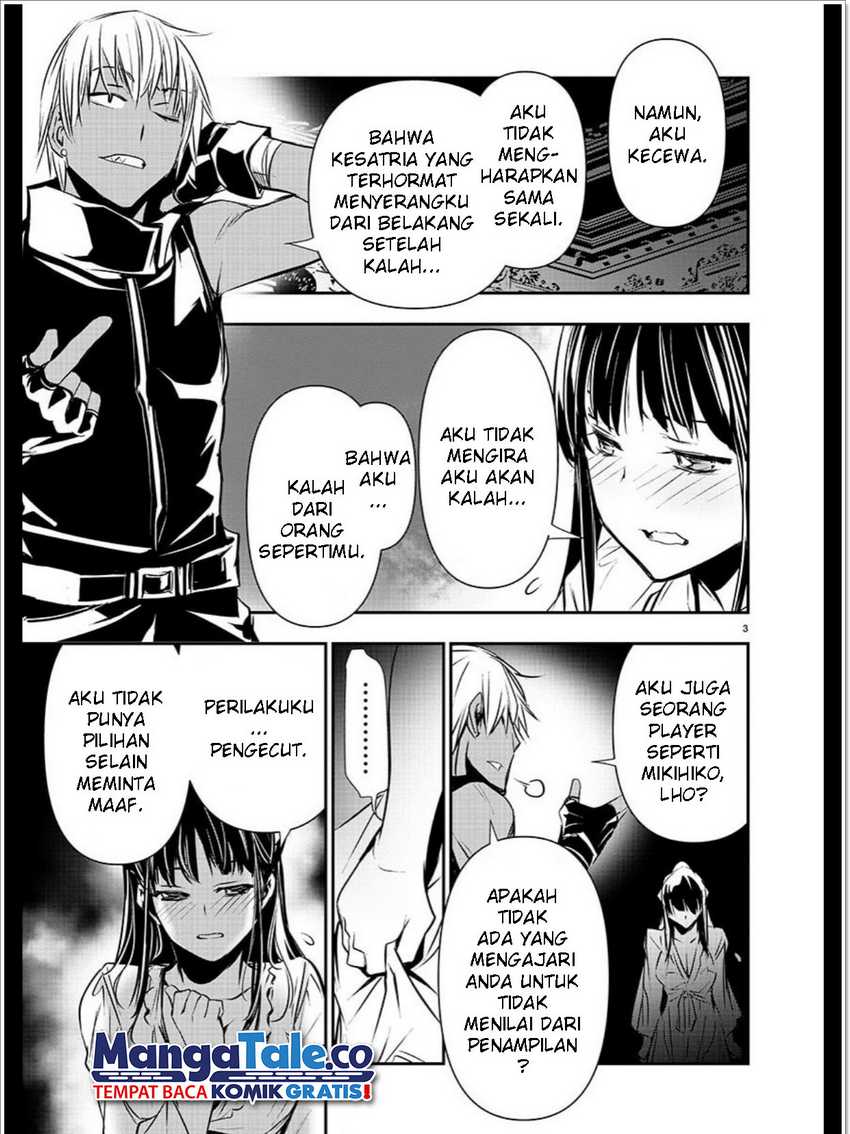 NAMUN,
AKU
KECEWA.
AKU
TIDAK
MENG-
HARAPKAN
SAMA
SEKALI.
BAHWA
KESATRIA YANG
TERHORMAT
MENYERANGKU
DARI BELAKANG
SETELAH
KALAH...
AKU TIDAK
MENGIRA
AKU AKAN
KALAH...
BAHWA
AKU
...
KALAH
DARI
ORANG
SEPERTIMU.
3
AKU JUGA
SEORANG
PLAYER
SEPERTI
MIKIHIKO,
LHO?
APAKAH
TIDAK
ADA YANG
MENGAJARI
ANDA UNTUK
TIDAK
MENILAI DARI
PENAMPILAN
?
.........
PERILAKUKU
...
PENGECUT.
AKU TIDAK
PUNYA
PILIHAN
SELAIN
MEMINTA
MAAF.
MangaTale.co
TEMPAT BACA KOMIK GRATIS!